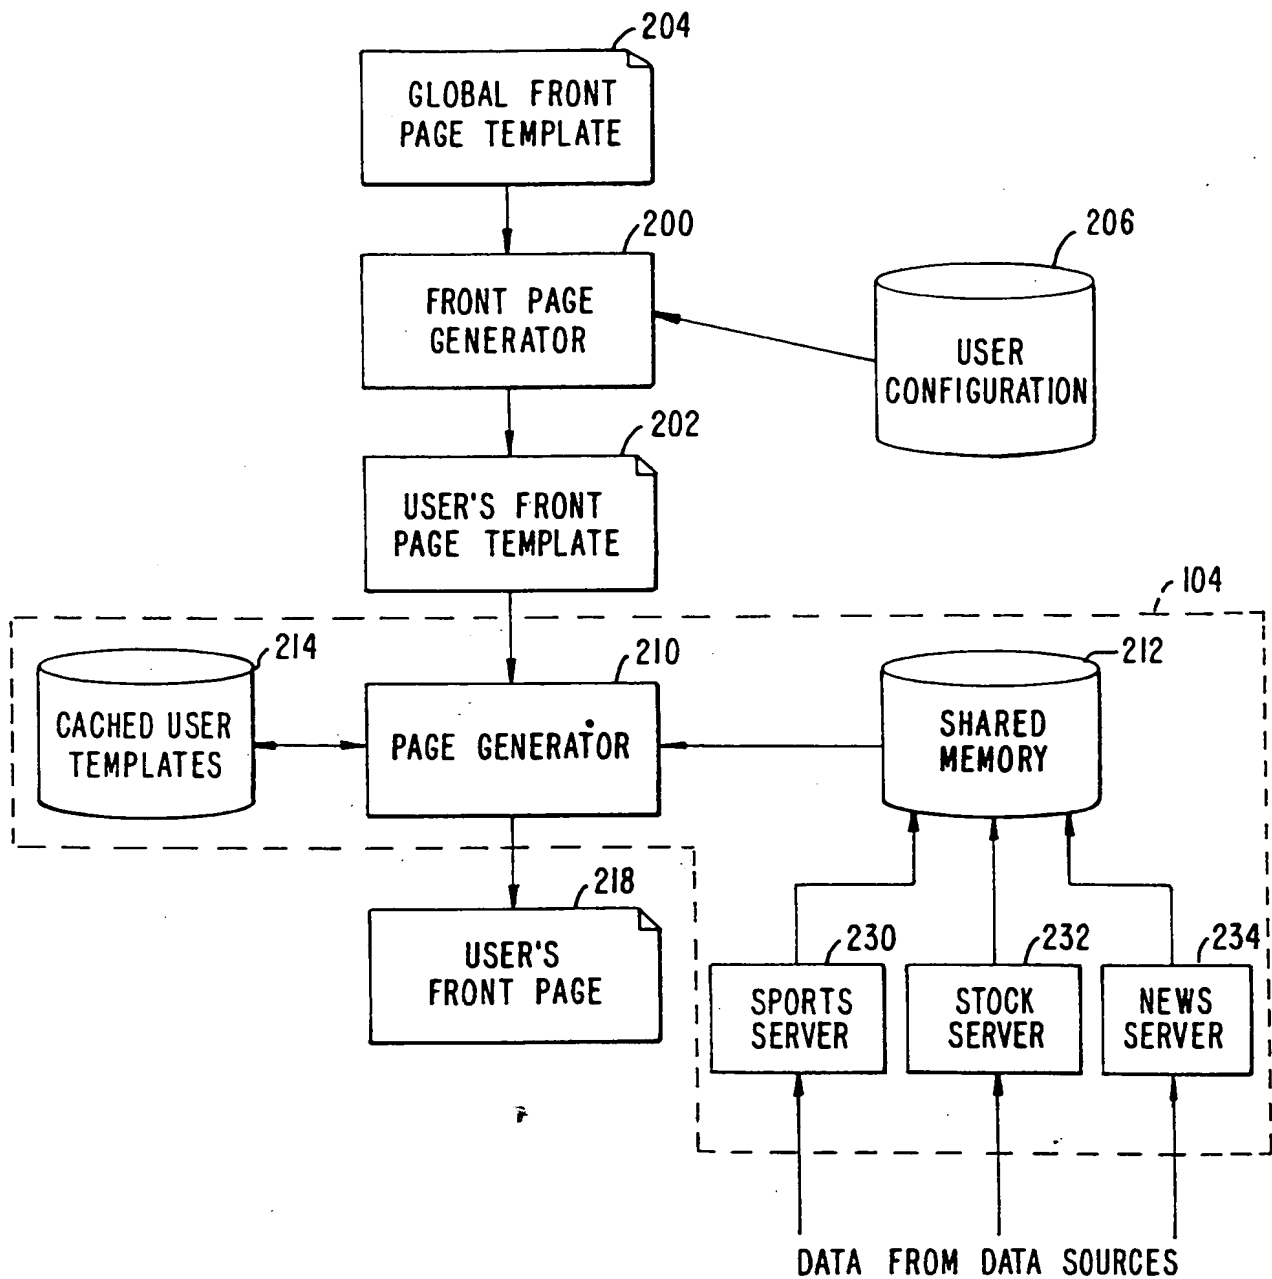 204
GLOBAL FRONT
PAGE TEMPLATE
200
FRONT PAGE
GENERATOR
206
USER
CONFIGURATION
202
USER'S FRONT
PAGE TEMPLATE
104
214
CACHED USER
TEMPLATES
210
PAGE GENERATOR
212
SHARED
MEMORY
218
USER'S
FRONT PAGE
230
SPORTS
SERVER
232
STOCK
SERVER
234
NEWS
SERVER
DATA FROM DATA SOURCES